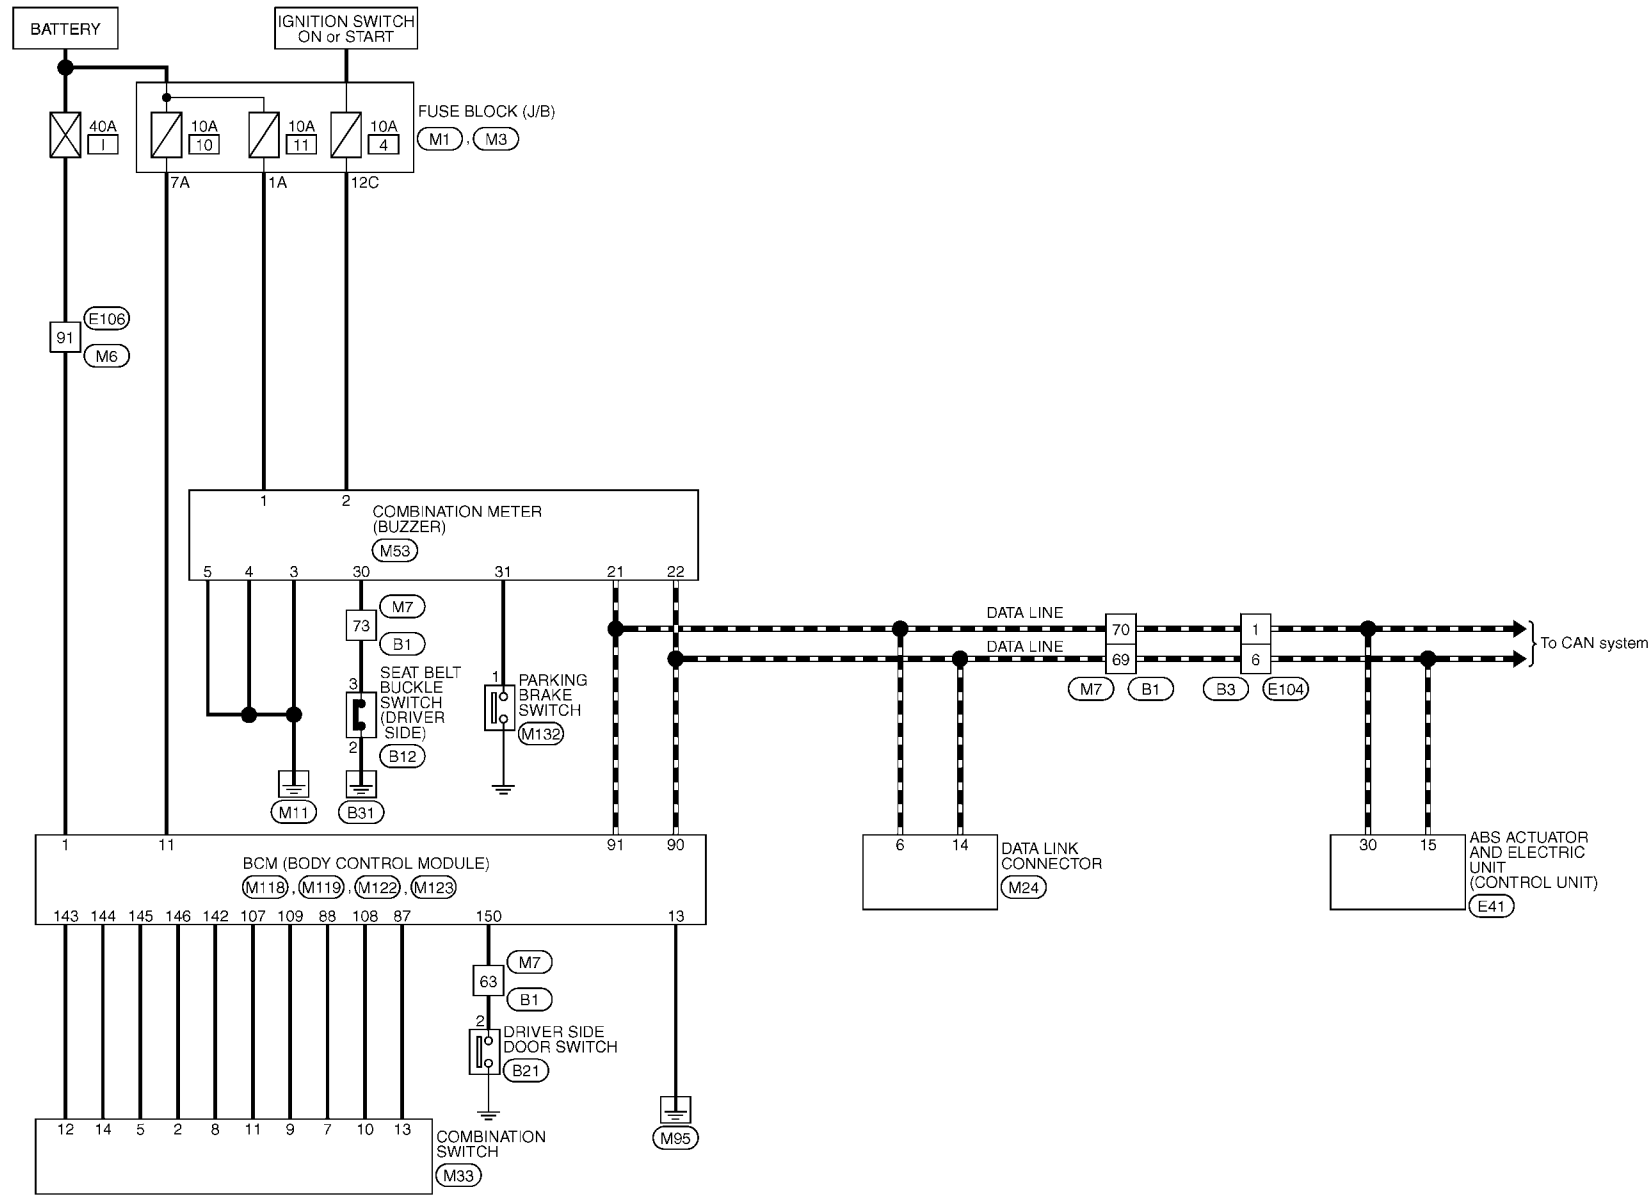 BATTERY
IGNITION SWITCH
ON or START
40A
I
10A
10
10A
11
10A
4
FUSE BLOCK (J/B)
M1 , M3
7A
1A
12C
91
E106
M6
1
2
COMBINATION METER
(BUZZER)
M53
5
4
3
30
31
21
22
73
M7
B1
3
SEAT BELT
BUCKLE
SWITCH
(DRIVER
SIDE)
2
B12
M11
B31
1
PARKING
BRAKE
SWITCH
M132
DATA LINE
DATA LINE
70
69
M7
B1
1
6
B3
E104
To CAN system
1
11
91
90
BCM (BODY CONTROL MODULE)
M118 , M119 , M122 , M123
6
14
DATA LINK
CONNECTOR
M24
30
15
ABS ACTUATOR
AND ELECTRIC
UNIT
(CONTROL UNIT)
E41
143
144
145
146
142
107
109
88
108
87
150
13
63
M7
B1
2
DRIVER SIDE
DOOR SWITCH
B21
M95
12
14
5
2
8
11
9
7
10
13
COMBINATION
SWITCH
M33